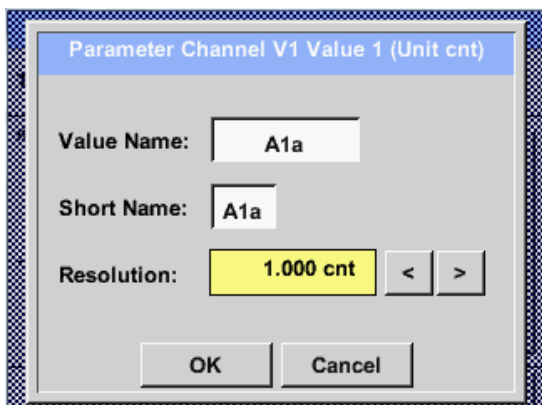 Parameter Channel V1 Value 1 (Unit cnt)
Value Name: A1a
Short Name: A1a
Resolution: 1.000 cnt < >
OK Cancel